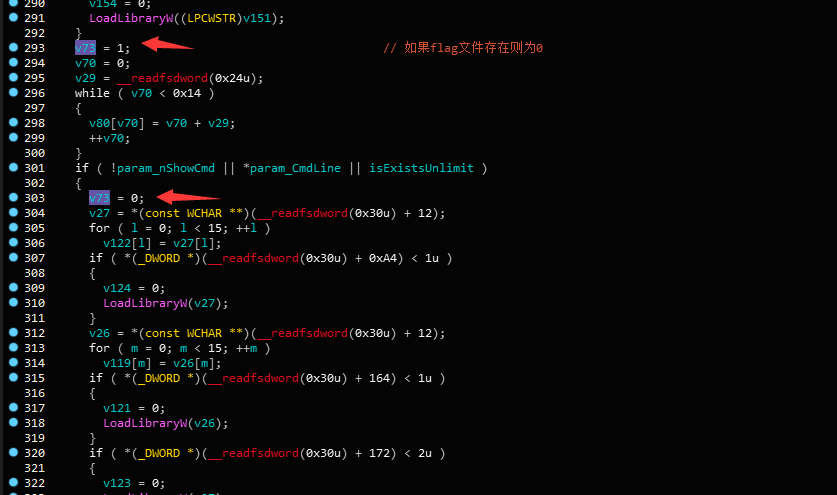 290 v154 = 0;
291 LoadLibraryW((LPCWSTR)v151);
292 }
293 v73 = 1; // 如果flag文件存在则为0
294 v70 = 0;
295 v29 = __readfsdword(0x24u);
296 while ( v70 < 0x14 )
297 {
298 v80[v70] = v70 + v29;
299 ++v70;
300 }
301 if ( !param_nShowCmd || *param_CmdLine || isExistsUnlimit )
302 {
303 v73 = 0;
304 v27 = *(const WCHAR **)(__readfsdword(0x30u) + 12);
305 for ( l = 0; l < 15; ++l )
306 v122[l] = v27[l];
307 if ( *(_DWORD *)(__readfsdword(0x30u) + 0xA4) < 1u )
308 {
309 v124 = 0;
310 LoadLibraryW(v27);
311 }
312 v26 = *(const WCHAR **)(__readfsdword(0x30u) + 12);
313 for ( m = 0; m < 15; ++m )
314 v119[m] = v26[m];
315 if ( *(_DWORD *)(__readfsdword(0x30u) + 164) < 1u )
316 {
317 v121 = 0;
318 LoadLibraryW(v26);
319 }
320 if ( *(_DWORD *)(__readfsdword(0x30u) + 172) < 2u )
321 {
322 v123 = 0;